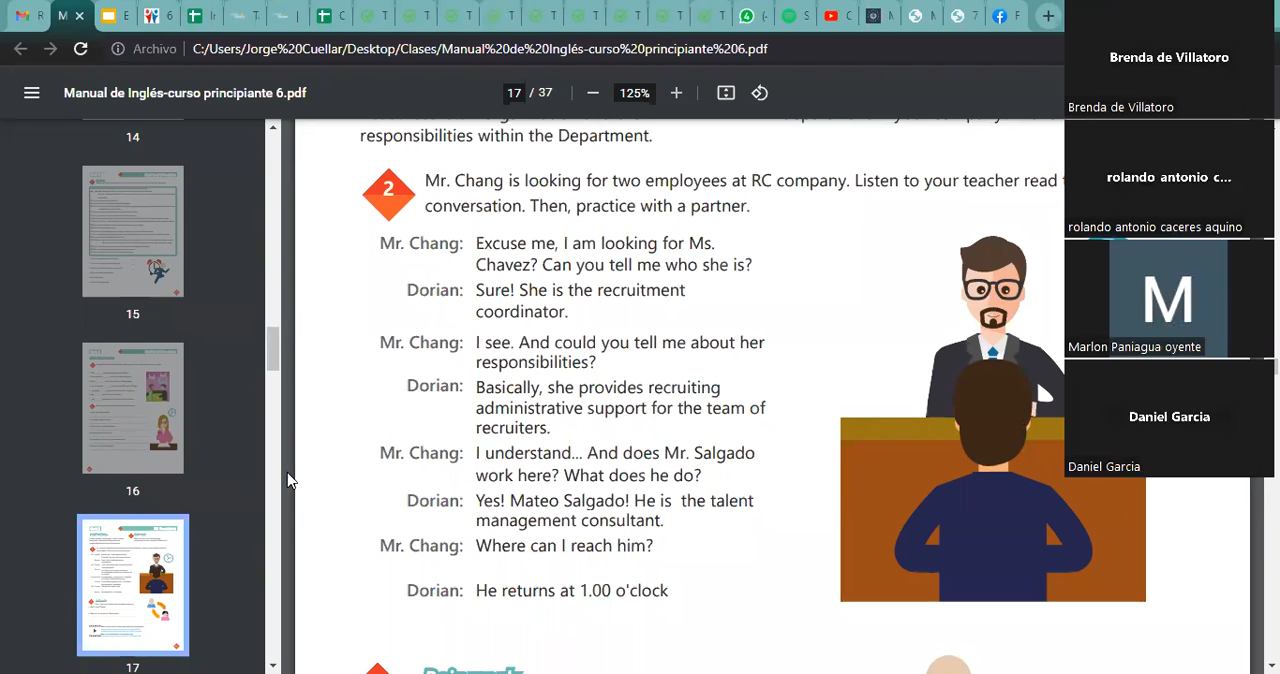 Archivo C:/Users/Jorge%20Cuellar/Desktop/Clases/Manual%20de%20Inglés-curso%20principiante%206.pdf
Manual de Inglés-curso principiante 6.pdf 17 / 37 125%
14
15
16
17
responsibilities within the Department.
2
Mr. Chang is looking for two employees at RC company. Listen to your teacher read
conversation. Then, practice with a partner.
Mr. Chang: Excuse me, I am looking for Ms.
Chavez? Can you tell me who she is?
Dorian: Sure! She is the recruitment
coordinator.
Mr. Chang: I see. And could you tell me about her
responsibilities?
Dorian: Basically, she provides recruiting
administrative support for the team of
recruiters.
Mr. Chang: I understand... And does Mr. Salgado
work here? What does he do?
Dorian: Yes! Mateo Salgado! He is the talent
management consultant.
Mr. Chang: Where can I reach him?
Dorian: He returns at 1.00 o'clock
Brenda de Villatoro
Brenda de Villatoro
rolando antonio c...
rolando antonio caceres aquino
M
Marlon Paniagua oyente
Daniel Garcia
Daniel Garcia